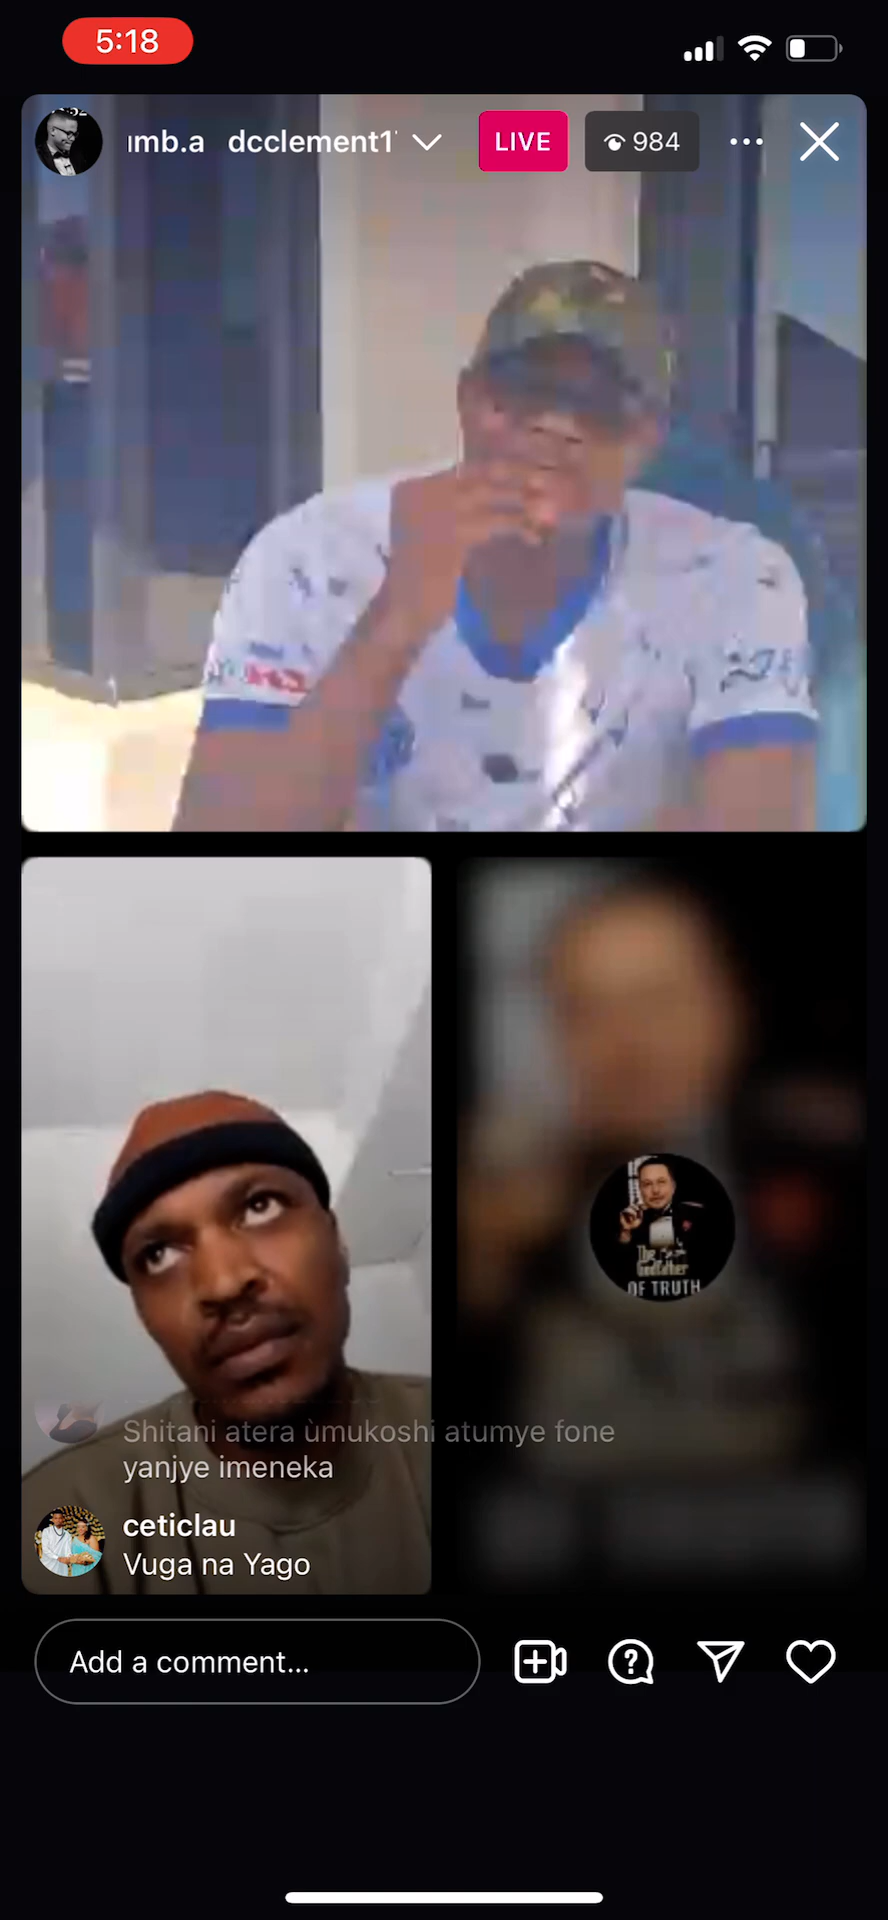 5:18
ımb.a dcclement1
LIVE
984
The
Godfather
OF TRUTH
Shitani atera ùmukoshi atumye fone
yanjye imeneka
ceticlau
Vuga na Yago
Add a comment...